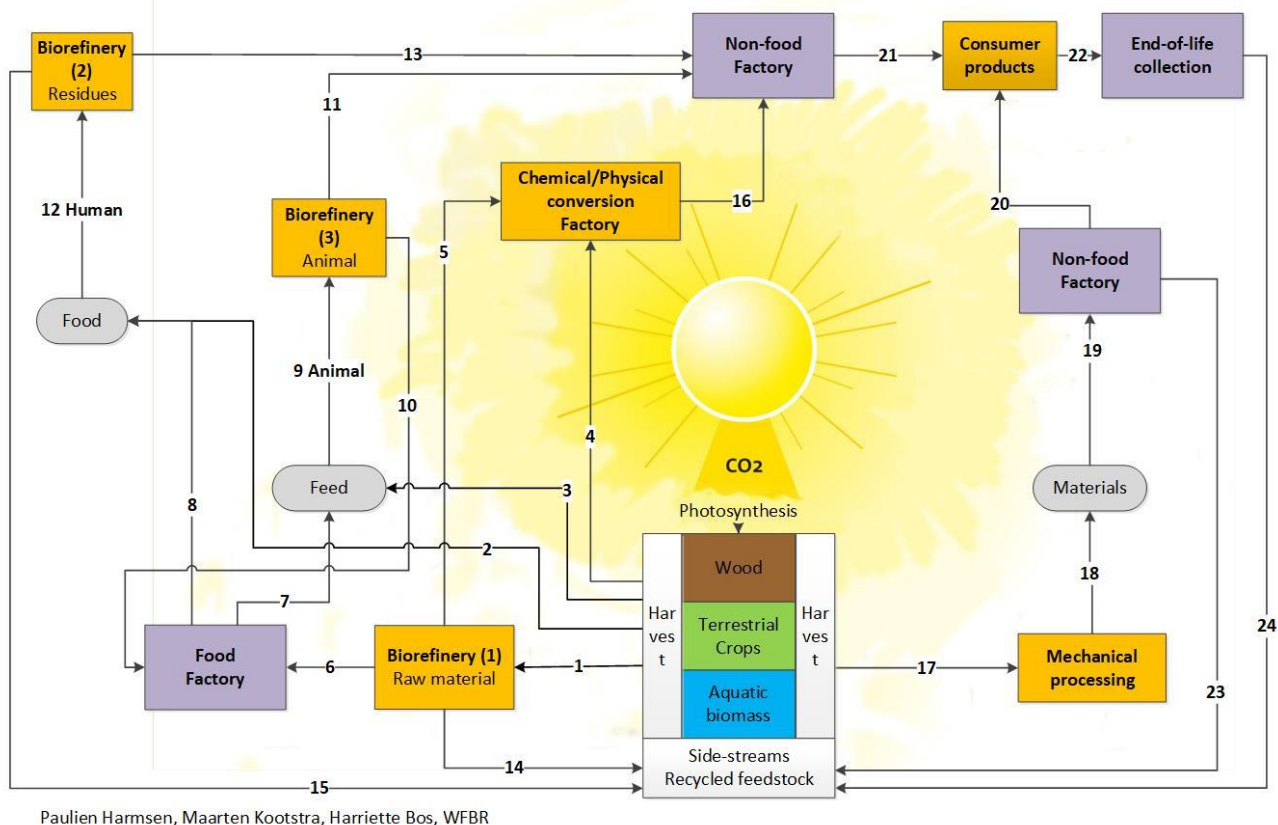 Biorefinery
(2)
Residues
13
Non-food
Factory
21
Consumer
products
22
End-of-life
collection
11
12 Human
Chemical/Physical
conversion
Factory
16
Biorefinery
(3)
Animal
5
20
Non-food
Factory
Food
9 Animal
10
4
19
CO2
Feed
3
Materials
8
Photosynthesis
2
Wood
18
7
Har
ves
t
Terrestrial
Crops
Har
ves
t
24
Food
Factory
6
Biorefinery (1)
Raw material
1
17
Mechanical
processing
Aquatic
biomass
23
14
Side-streams
Recycled feedstock
15
Paulien Harmsen, Maarten Kootstra, Harriette Bos, WFBR